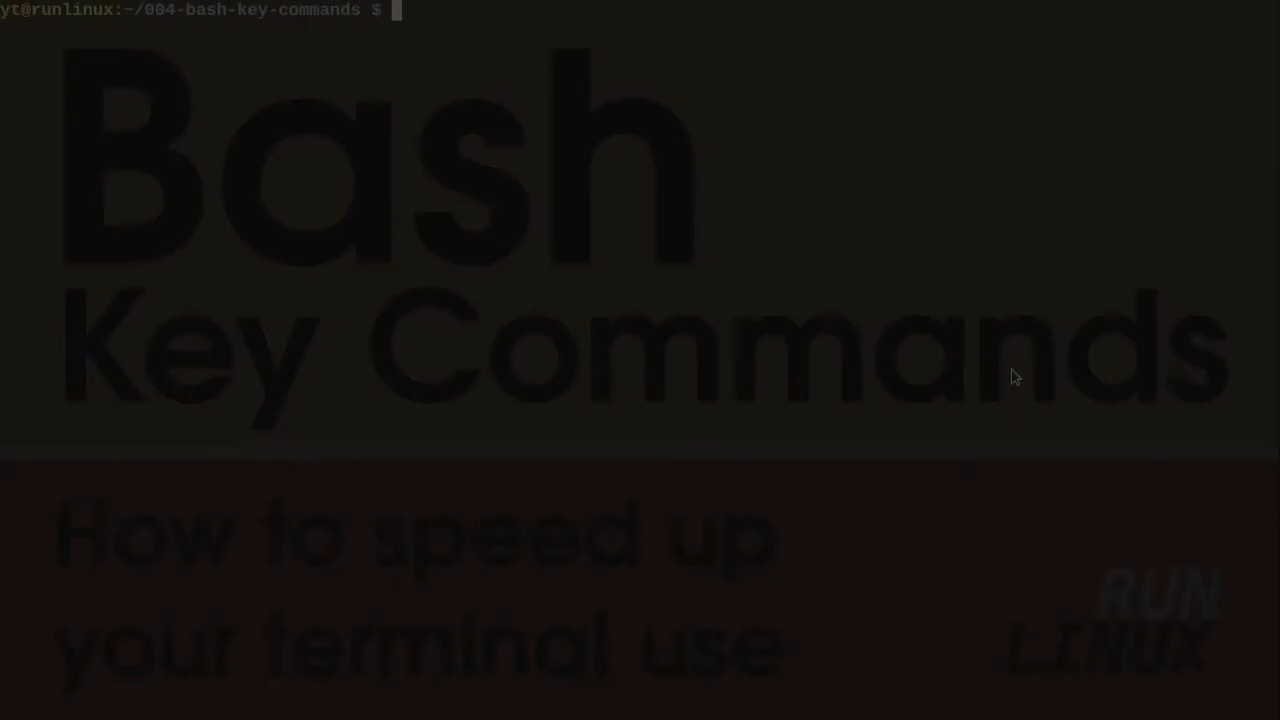 yt@runlinux:~/004-bash-key-commands $
Bash
Key Commands
How to speed up
your terminal use
RUN
LINUX